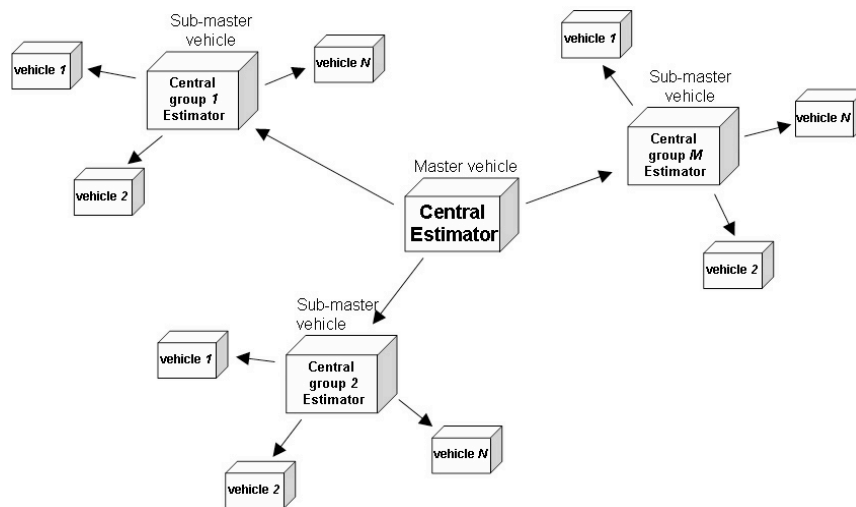 Sub-master
vehicle
vehicle 1
Central
group 1
Estimator
vehicle N
vehicle 2
vehicle 1
Sub-master
vehicle
Central
group M
Estimator
vehicle N
vehicle 2
Master vehicle
Central
Estimator
Sub-master
vehicle
vehicle 1
Central
group 2
Estimator
vehicle 2
vehicle N